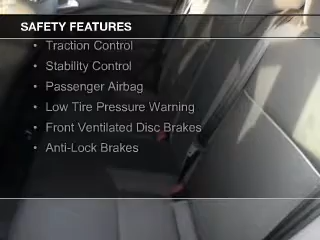 SAFETY FEATURES
• Traction Control
• Stability Control
• Passenger Airbag
• Low Tire Pressure Warning
• Front Ventilated Disc Brakes
• Anti-Lock Brakes